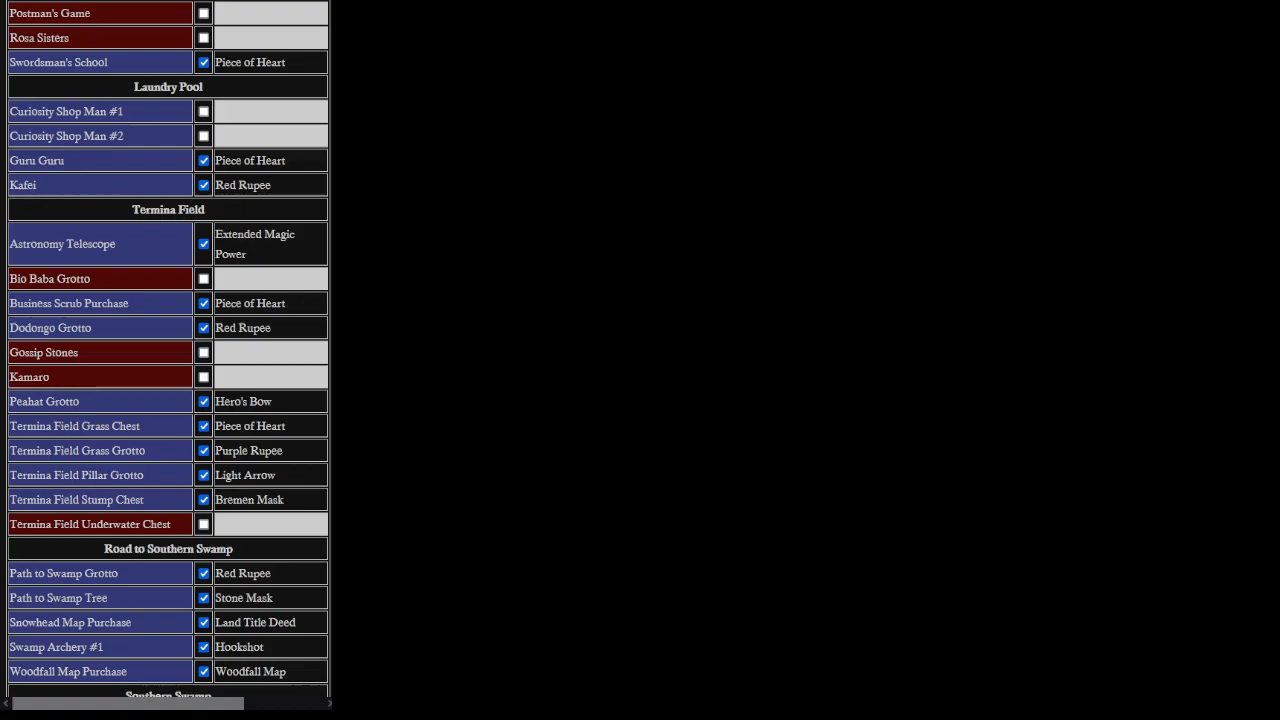 Postman's Game
Rosa Sisters
Swordsman's School Piece of Heart
Laundry Pool
Curiosity Shop Man #1
Curiosity Shop Man #2
Guru Guru Piece of Heart
Kafei Red Rupee
Termina Field
Astronomy Telescope Extended Magic
Power
Bio Baba Grotto
Business Scrub Purchase Piece of Heart
Dodongo Grotto Red Rupee
Gossip Stones
Kamaro
Peahat Grotto Hero's Bow
Termina Field Grass Chest Piece of Heart
Termina Field Grass Grotto Purple Rupee
Termina Field Pillar Grotto Light Arrow
Termina Field Stump Chest Bremen Mask
Termina Field Underwater Chest
Road to Southern Swamp
Path to Swamp Grotto Red Rupee
Path to Swamp Tree Stone Mask
Snowhead Map Purchase Land Title Deed
Swamp Archery #1 Hookshot
Woodfall Map Purchase Woodfall Map
Southern Swamp